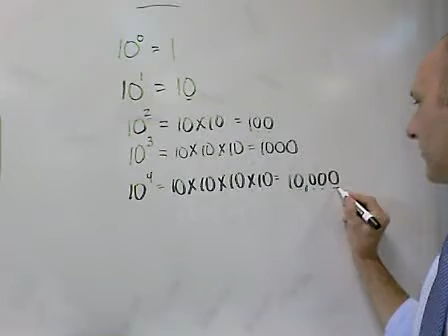 10⁰ = 1
10¹ = 10
10² = 10×10 = 100
10³ = 10×10×10 = 1000
10⁴ = 10×10×10×10 = 10,000